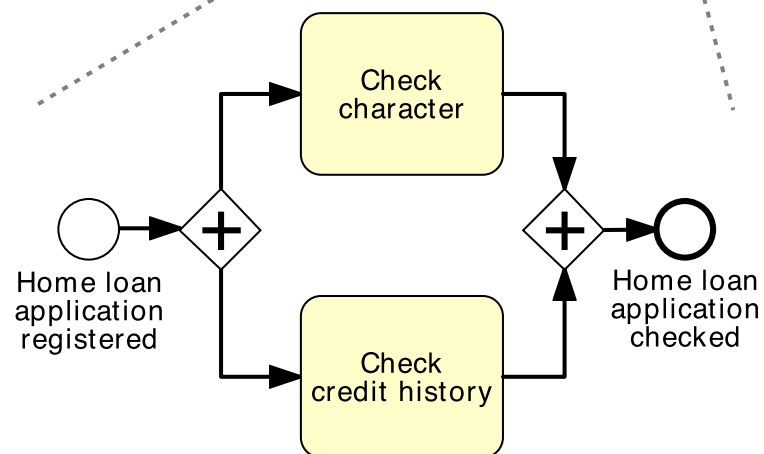 Check
character
Home loan
application
registered
Home loan
application
checked
Check
credit history